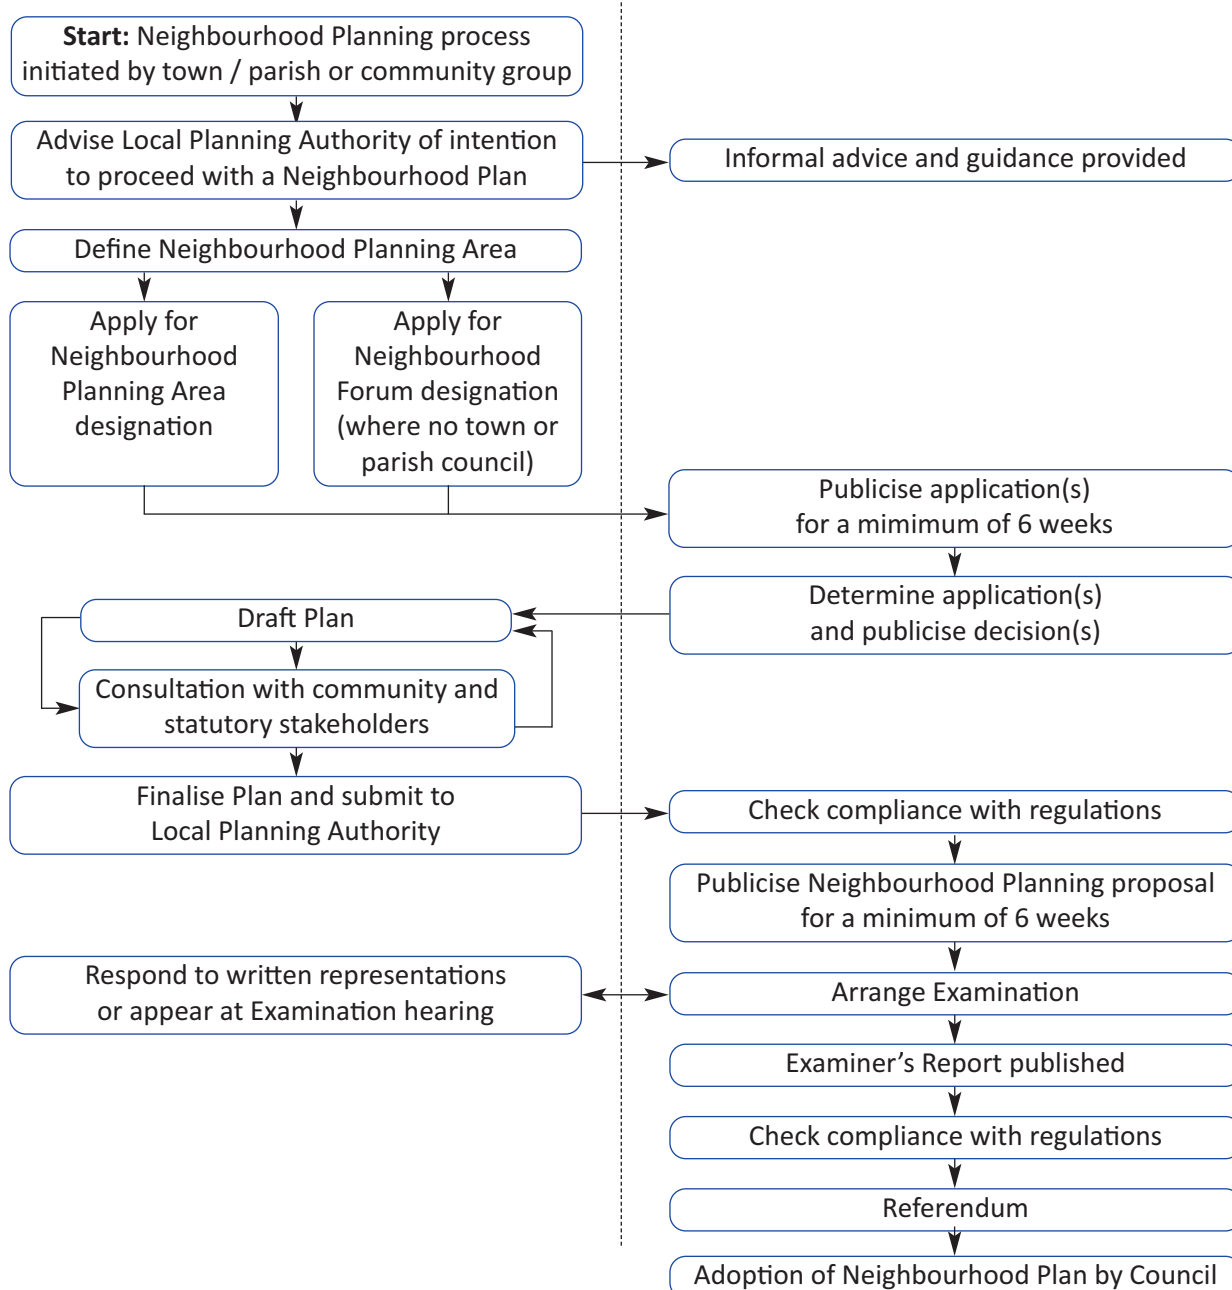 Start: Neighbourhood Planning process
initiated by town / parish or community group
Advise Local Planning Authority of intention
to proceed with a Neighbourhood Plan
Informal advice and guidance provided
Define Neighbourhood Planning Area
Apply for
Neighbourhood
Planning Area
designation
Apply for
Neighbourhood
Forum designation
(where no town or
parish council)
Publicise application(s)
for a mimimum of 6 weeks
Determine application(s)
and publicise decision(s)
Draft Plan
Consultation with community and
statutory stakeholders
Finalise Plan and submit to
Local Planning Authority
Check compliance with regulations
Publicise Neighbourhood Planning proposal
for a minimum of 6 weeks
Respond to written representations
or appear at Examination hearing
Arrange Examination
Examiner’s Report published
Check compliance with regulations
Referendum
Adoption of Neighbourhood Plan by Council